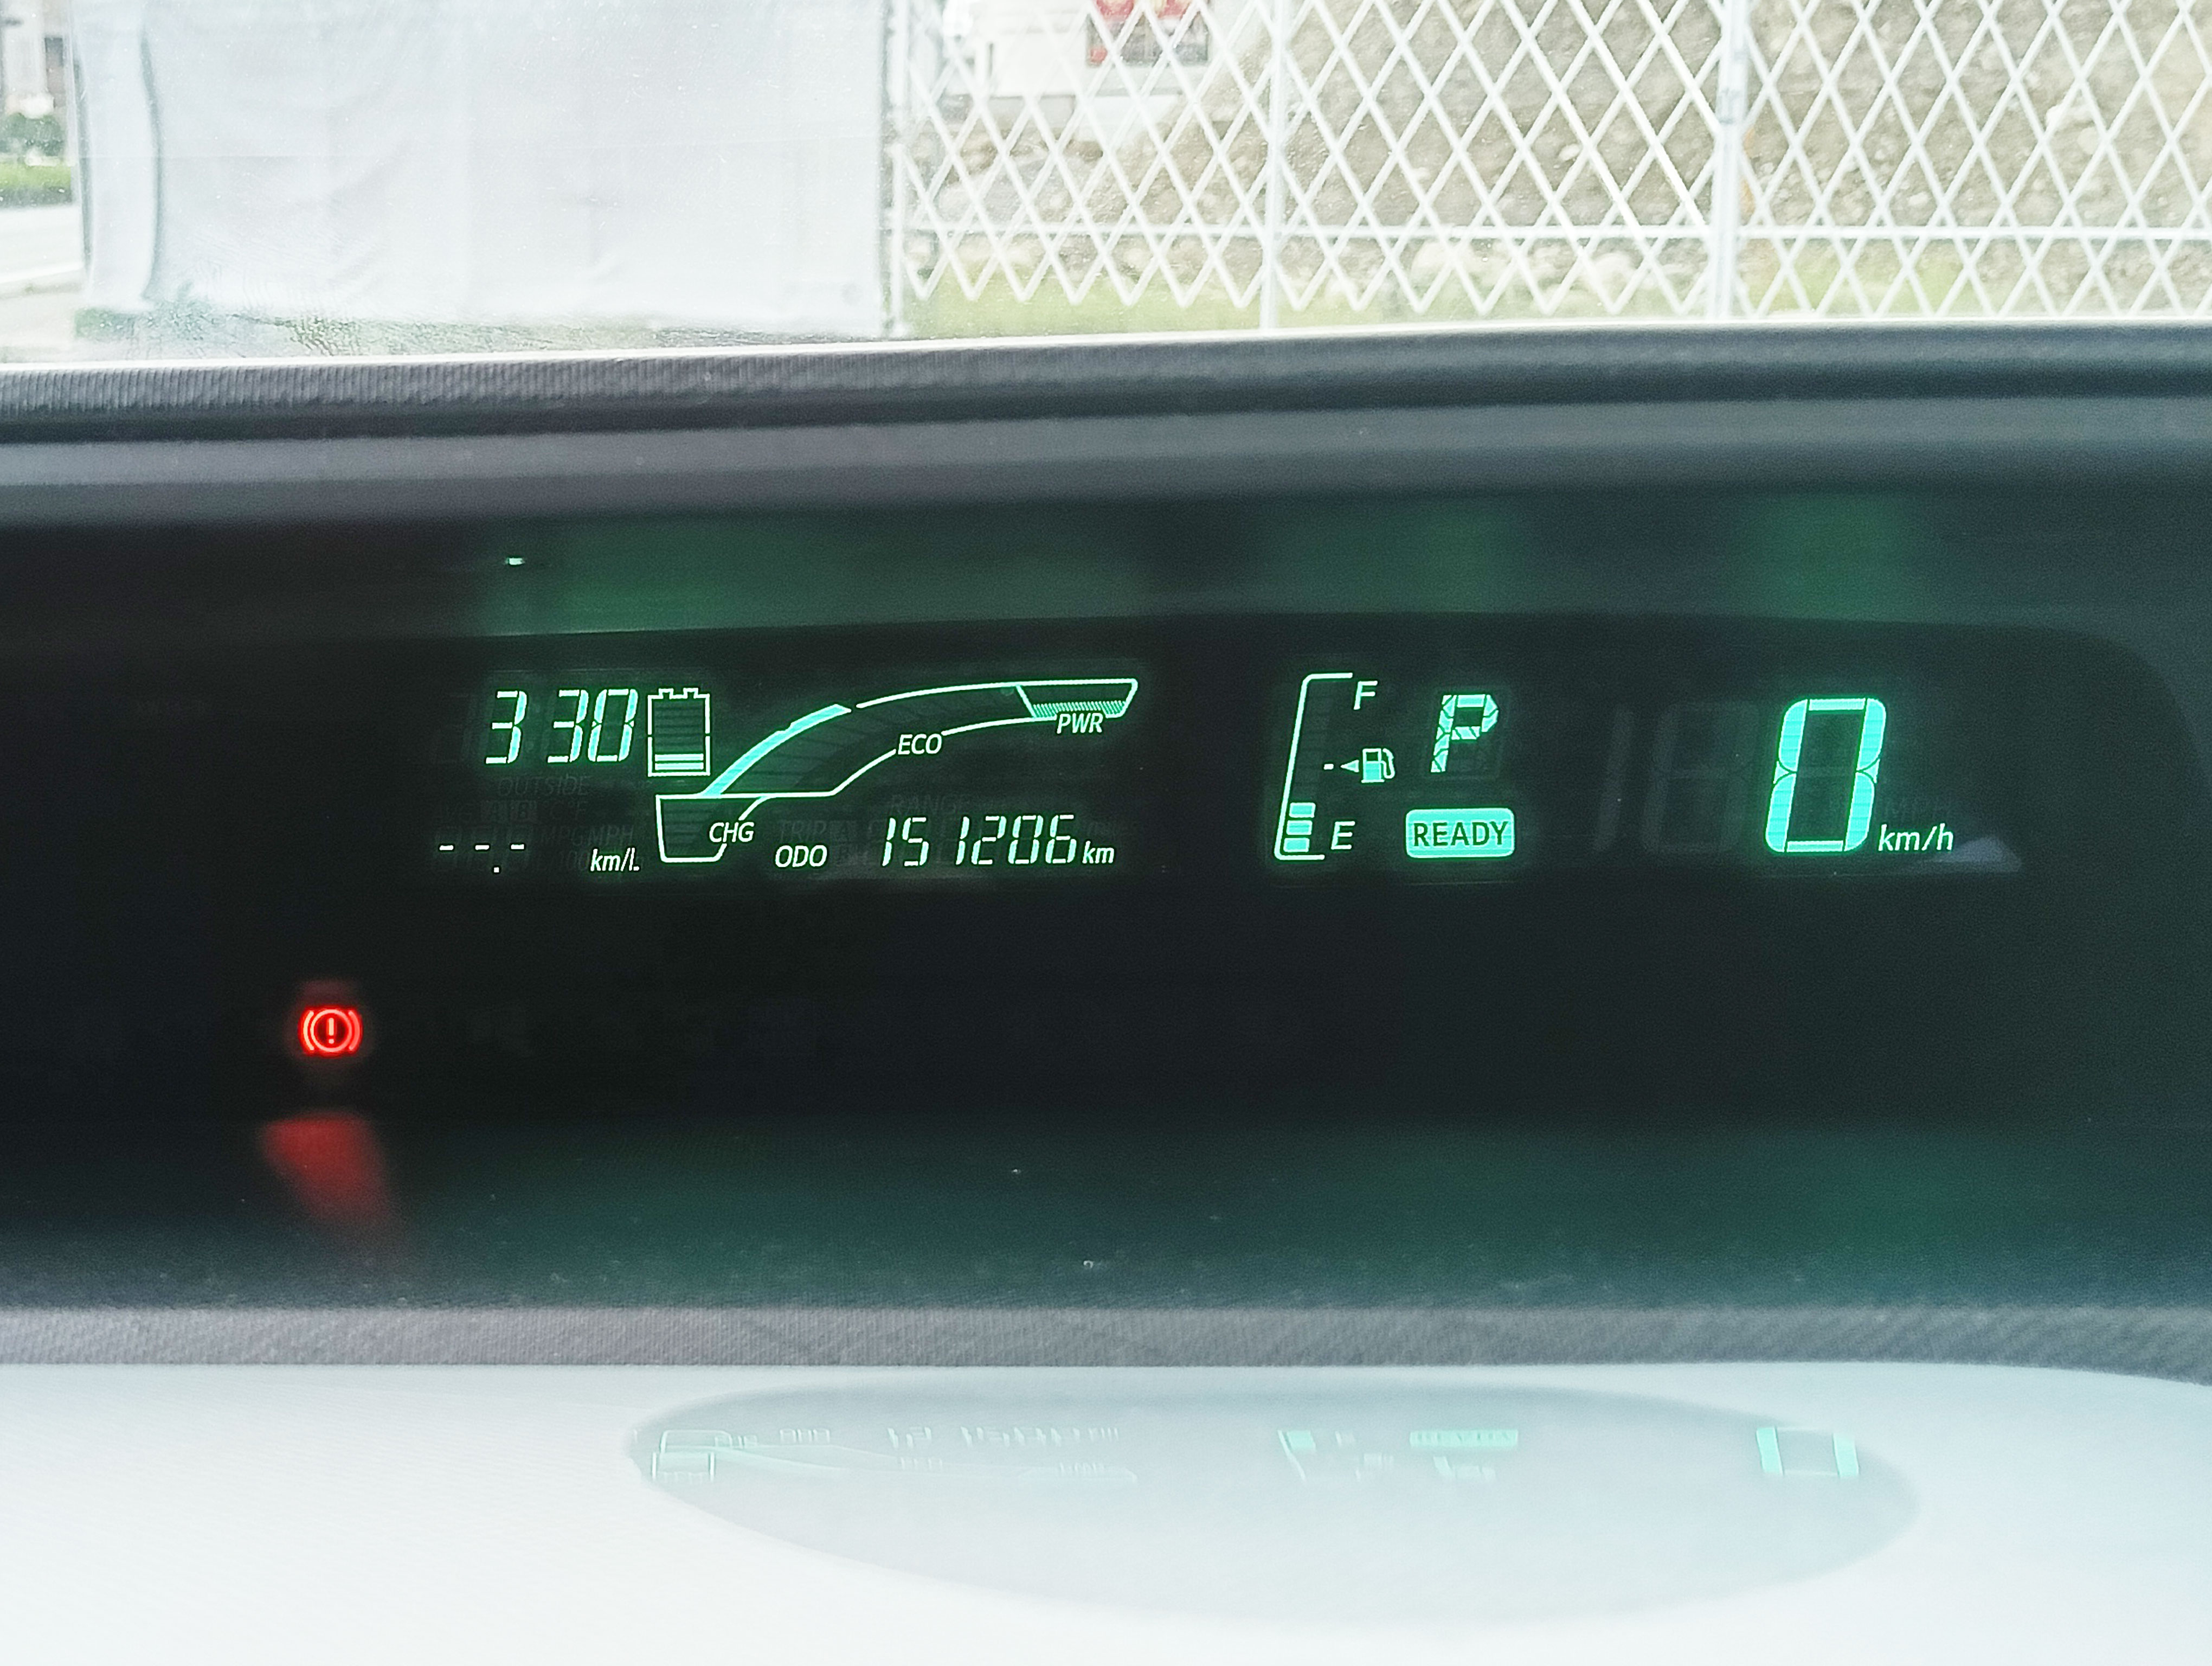 3 30
PWR
ECO
CHG
--.- km/L
ODO 151206 km
F
E
P
READY
0 km/h